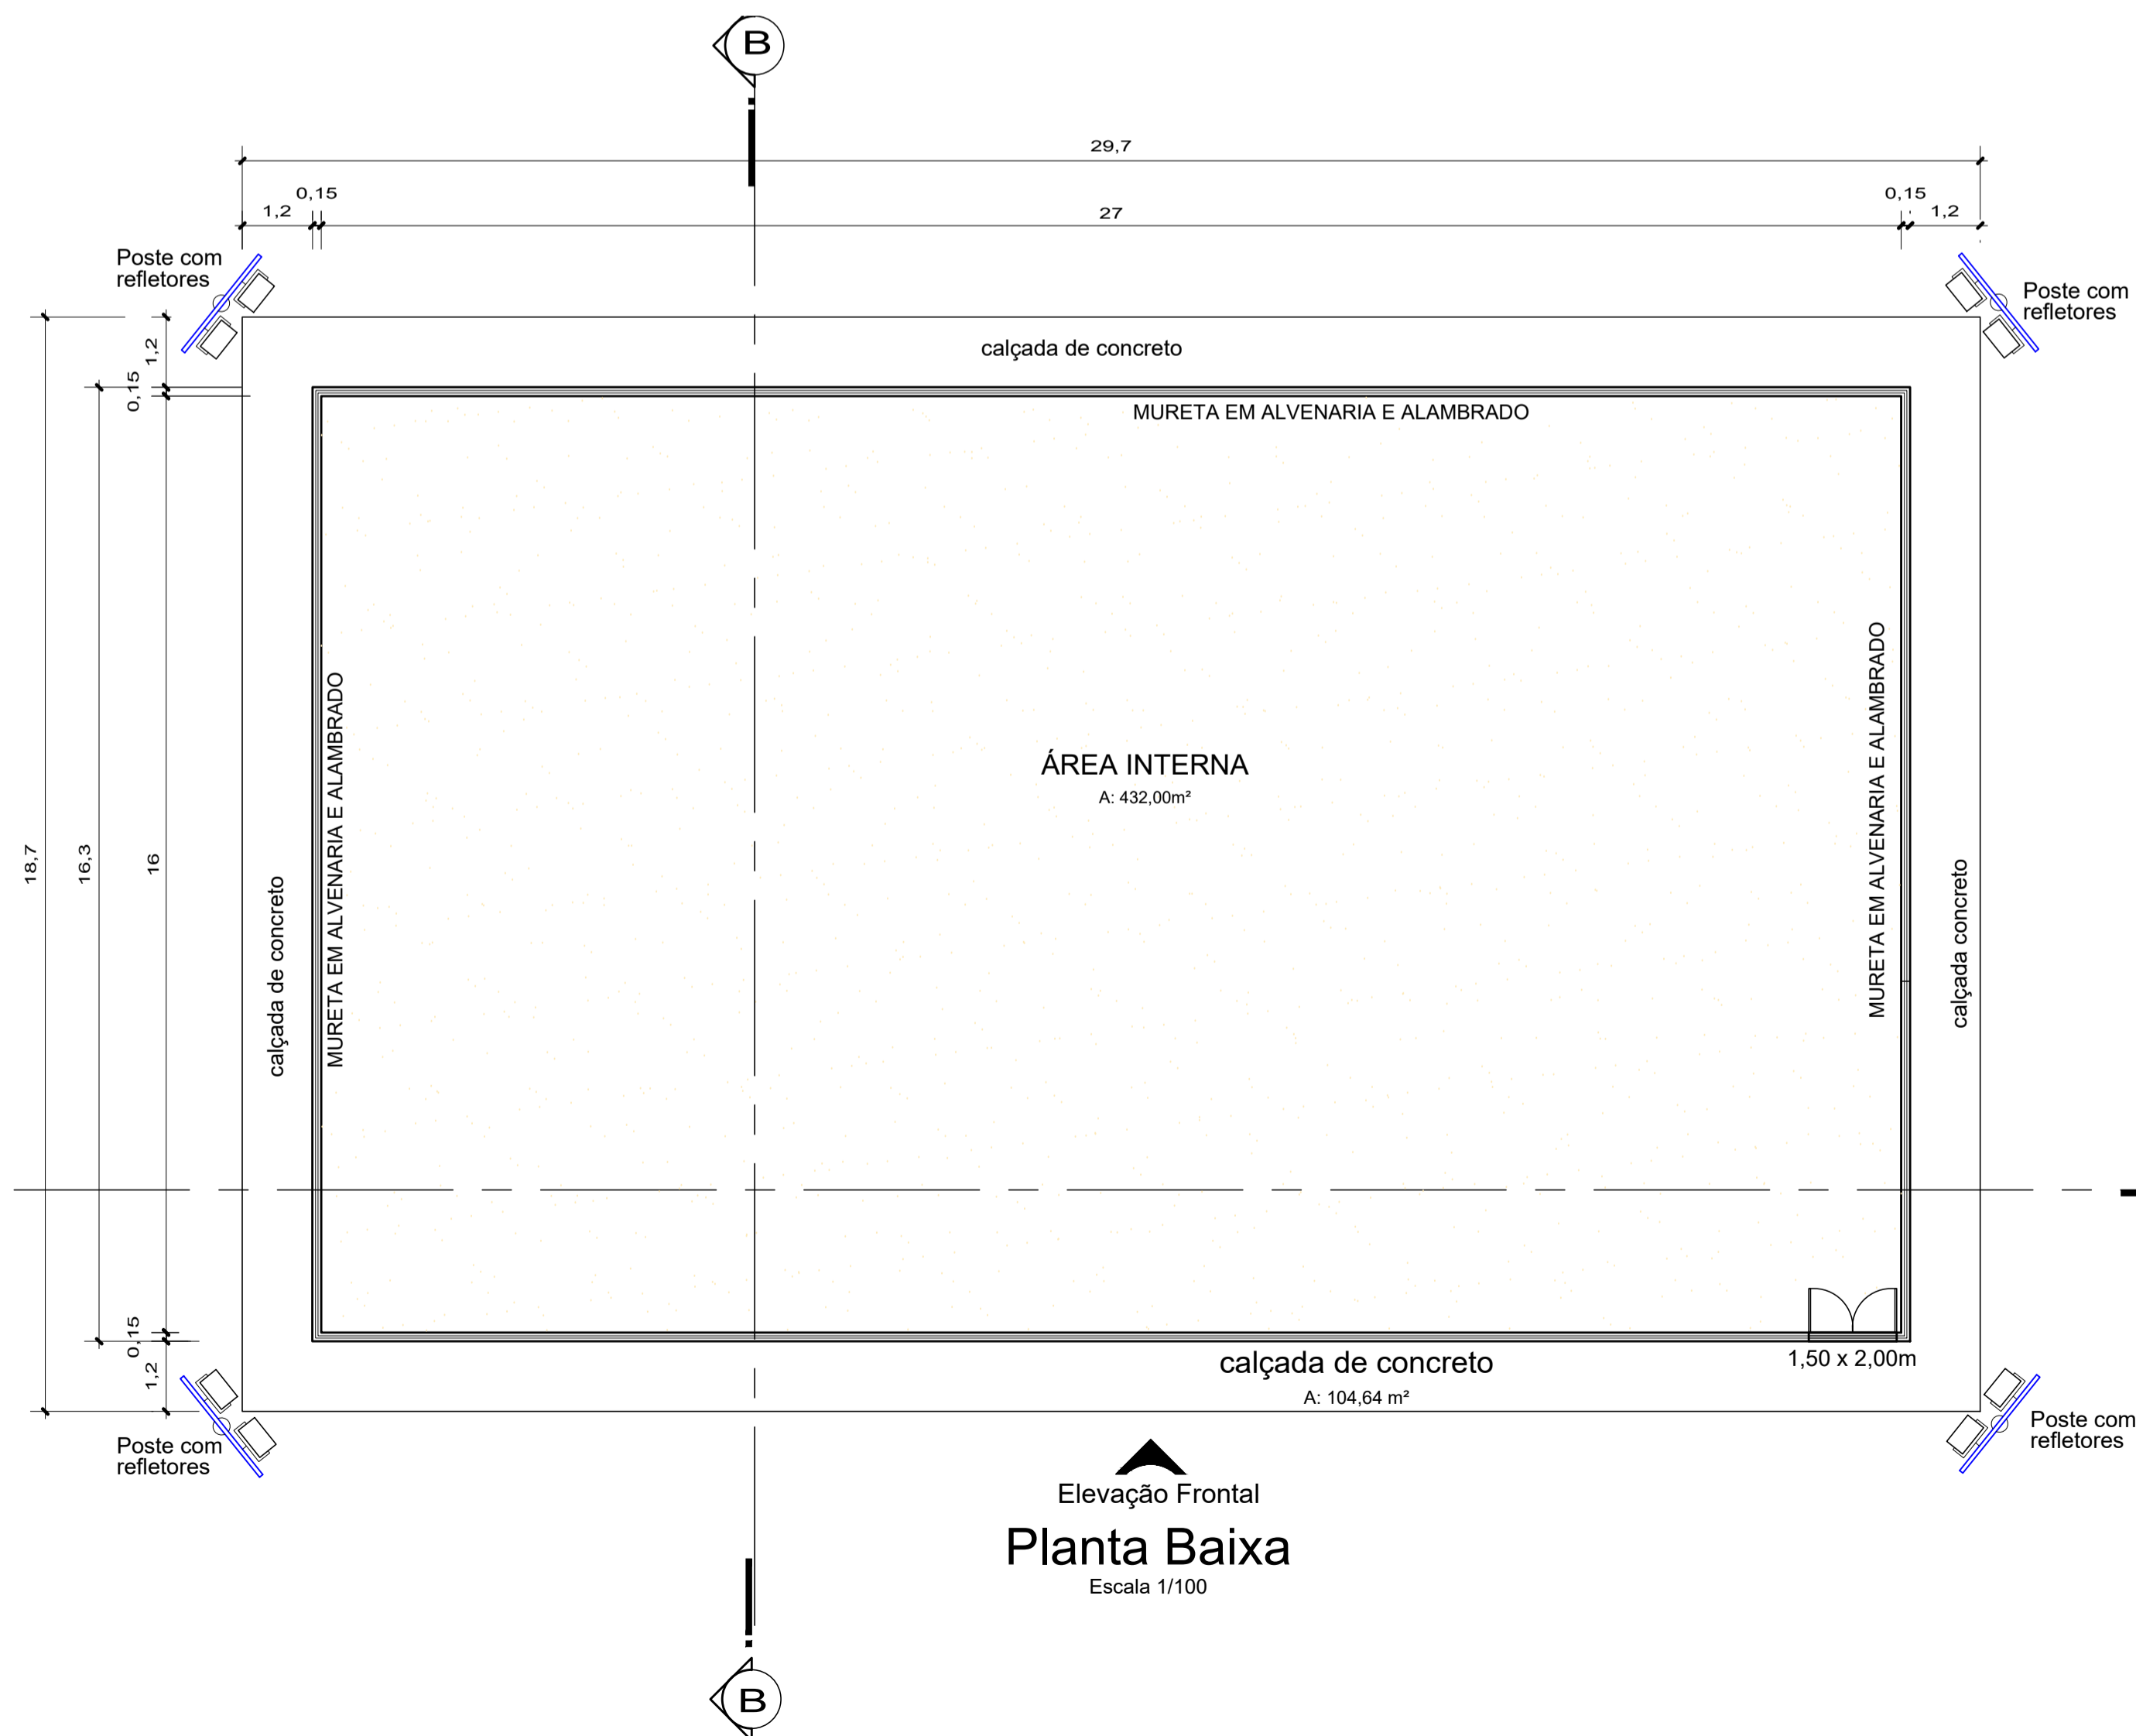 B
29,7
0,15
0,15
1,2
27
1,2
Poste com
refletores
Poste com
refletores
1,2
calçada de concreto
0,15
MURETA EM ALVENARIA E ALAMBRADO
MURETA EM ALVENARIA E ALAMBRADO
MURETA EM ALVENARIA E ALAMBRADO
ÁREA INTERNA
A: 432,00m²
18,7
16,3
16
calçada de concreto
calçada concreto
0,15
1,2
calçada de concreto
A: 104,64 m²
1,50 x 2,00m
Poste com
refletores
Poste com
refletores
Elevação Frontal
Planta Baixa
Escala 1/100
B